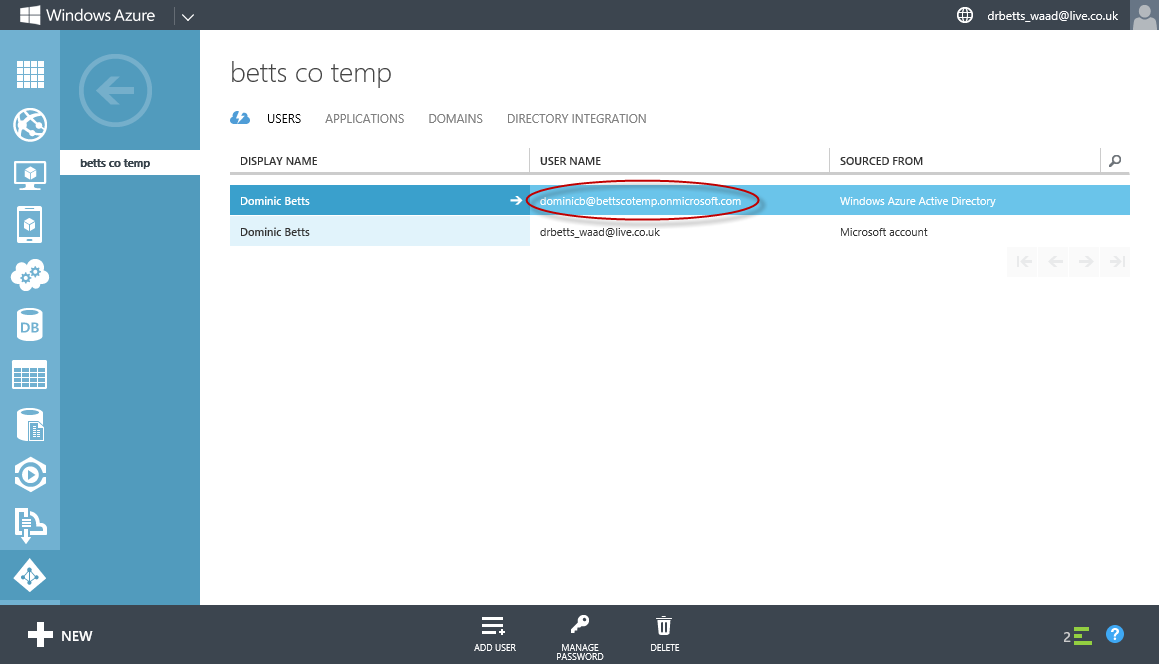 Windows Azure
drbetts_waad@live.co.uk
betts co temp
betts co temp
USERS APPLICATIONS DOMAINS DIRECTORY INTEGRATION
DISPLAY NAME USER NAME SOURCED FROM
Dominic Betts dominicb@bettscotemp.onmicrosoft.com Windows Azure Active Directory
Dominic Betts drbetts_waad@live.co.uk Microsoft account
DB
NEW
ADD USER
MANAGE
PASSWORD
DELETE
2
?